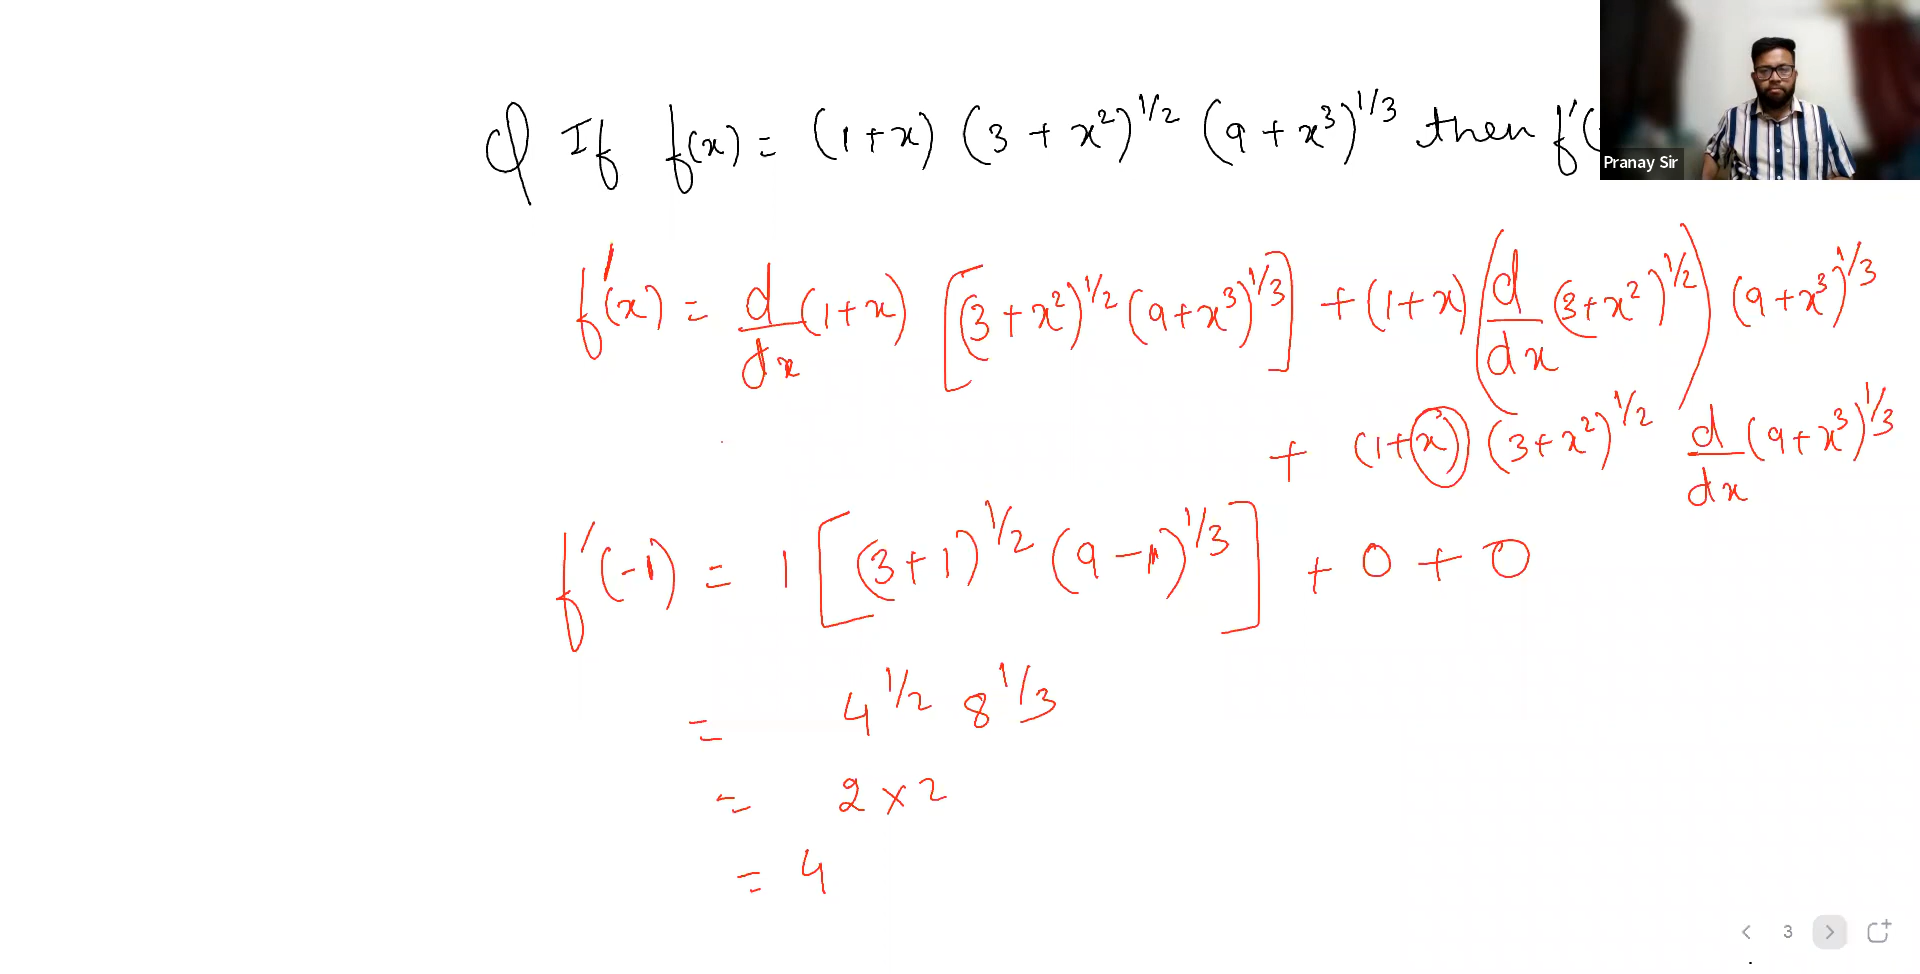 Q If f(x) = (1+x) (3 + x²)^1/2 (9 + x³)^1/3 then f'(
Pranay Sir
f'(x) = d/dx (1+x) [(3+x²)^1/2 (9+x³)^1/3] + (1+x) (d/dx (3+x²)^1/2) (9+x³)^1/3
+ (1+x) (3+x²)^1/2 d/dx (9+x³)^1/3
f'(-1) = 1 [(3+1)^1/2 (9-1)^1/3] + 0 + 0
= 4^1/2 8^1/3
= 2 × 2
= 4
3